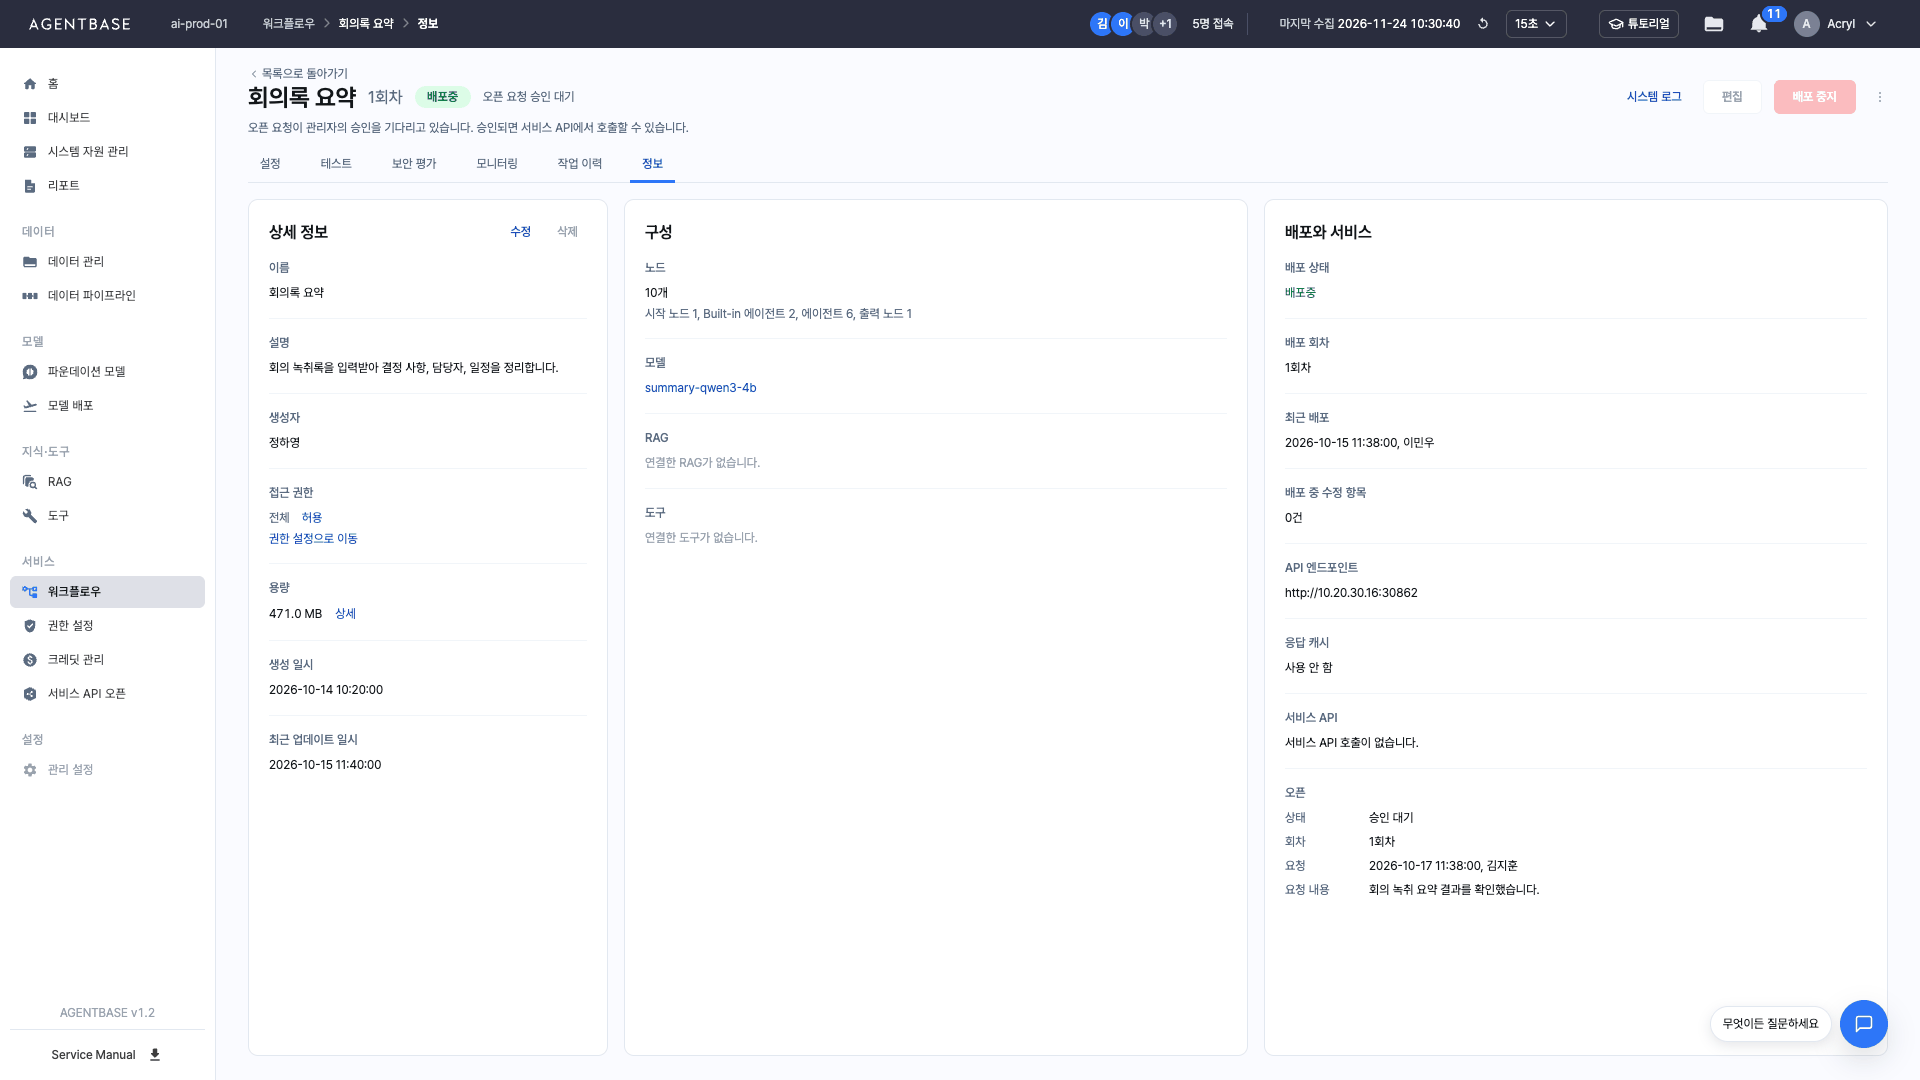 AGENTBASE
ai-prod-01
워크플로우 > 회의록 요약 > 정보
김 이 박 +1 5명 접속
마지막 수집 2026-11-24 10:30:40
15초
튜토리얼
11
A Acryl
홈
대시보드
시스템 자원 관리
리포트
데이터
데이터 관리
데이터 파이프라인
모델
파운데이션 모델
모델 배포
지식·도구
RAG
도구
서비스
워크플로우
권한 설정
크레딧 관리
서비스 API 오픈
설정
관리 설정
AGENTBASE v1.2
Service Manual
목록으로 돌아가기
회의록 요약 1회차 배포중 오픈 요청 승인 대기
시스템 로그 편집 배포 중지
오픈 요청이 관리자의 승인을 기다리고 있습니다. 승인되면 서비스 API에서 호출할 수 있습니다.
설정 테스트 보안 평가 모니터링 작업 이력 정보
상세 정보 수정 삭제
이름
회의록 요약
설명
회의 녹취록을 입력받아 결정 사항, 담당자, 일정을 정리합니다.
생성자
정하영
접근 권한
전체 허용
권한 설정으로 이동
용량
471.0 MB 상세
생성 일시
2026-10-14 10:20:00
최근 업데이트 일시
2026-10-15 11:40:00
구성
노드
10개
시작 노드 1, Built-in 에이전트 2, 에이전트 6, 출력 노드 1
모델
summary-qwen3-4b
RAG
연결한 RAG가 없습니다.
도구
연결한 도구가 없습니다.
배포와 서비스
배포 상태
배포중
배포 회차
1회차
최근 배포
2026-10-15 11:38:00, 이민우
배포 중 수정 항목
0건
API 엔드포인트
http://10.20.30.16:30862
응답 캐시
사용 안 함
서비스 API
서비스 API 호출이 없습니다.
오픈
상태 승인 대기
회차 1회차
요청 2026-10-17 11:38:00, 김지훈
요청 내용 회의 녹취 요약 결과를 확인했습니다.
무엇이든 질문하세요